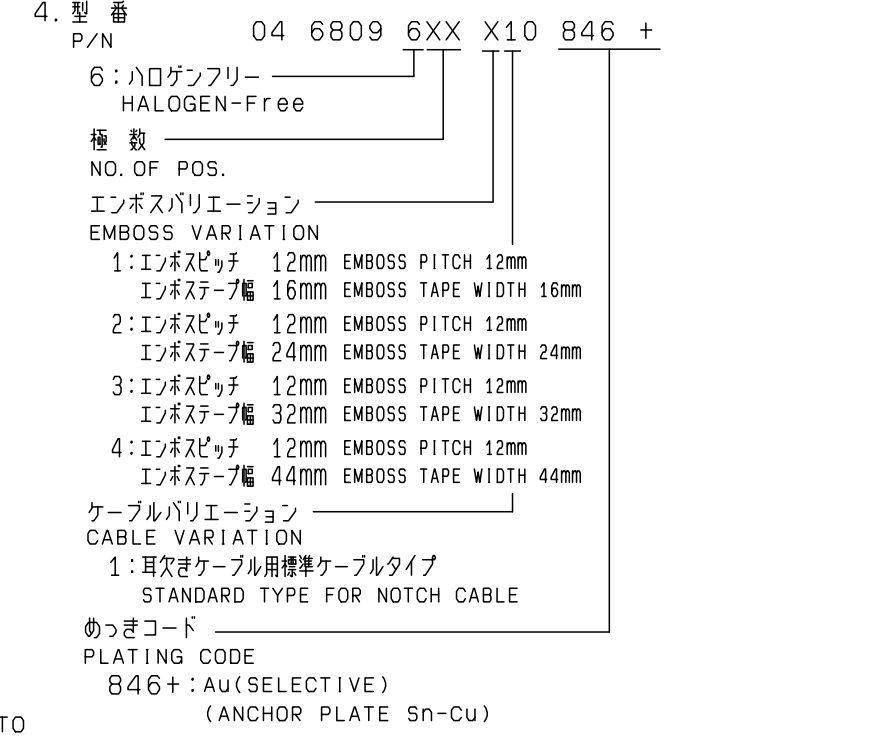 4. 型 番
P/N 04 6809 6XX X10 846 +
6:ハロゲンフリー
HALOGEN-Free
極 数
NO. OF POS.
エンボスバリエーション
EMBOSS VARIATION
1:エンボスピッチ 12mm EMBOSS PITCH 12mm
エンボステープ幅 16mm EMBOSS TAPE WIDTH 16mm
2:エンボスピッチ 12mm EMBOSS PITCH 12mm
エンボステープ幅 24mm EMBOSS TAPE WIDTH 24mm
3:エンボスピッチ 12mm EMBOSS PITCH 12mm
エンボステープ幅 32mm EMBOSS TAPE WIDTH 32mm
4:エンボスピッチ 12mm EMBOSS PITCH 12mm
エンボステープ幅 44mm EMBOSS TAPE WIDTH 44mm
ケーブルバリエーション
CABLE VARIATION
1:耳欠きケーブル用標準ケーブルタイプ
STANDARD TYPE FOR NOTCH CABLE
めっきコード
PLATING CODE
846+:Au(SELECTIVE)
(ANCHOR PLATE Sn-Cu)
TO